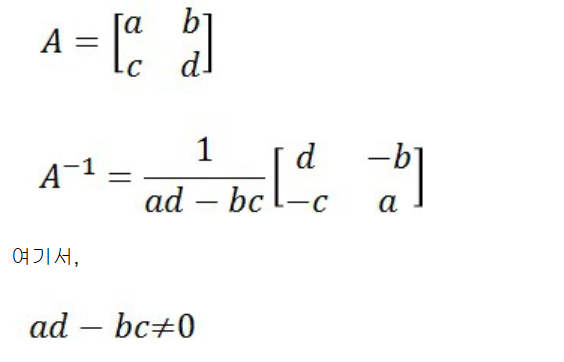 A = [a b
c d]
A⁻¹ = 1/(ad − bc) [d −b
−c a]
여기서,
ad − bc≠0